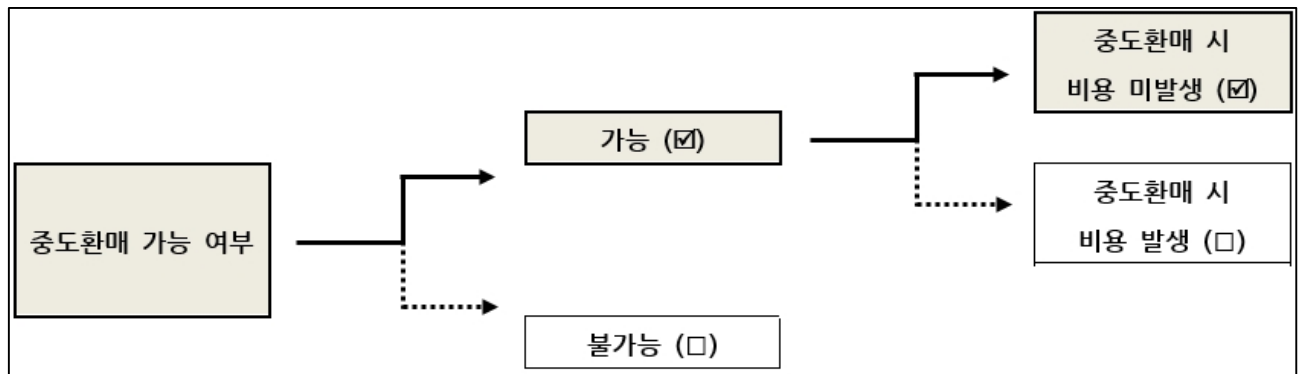 중도환매 가능 여부
가능 (☑)
불가능 (□)
중도환매 시
비용 미발생 (☑)
중도환매 시
비용 발생 (□)